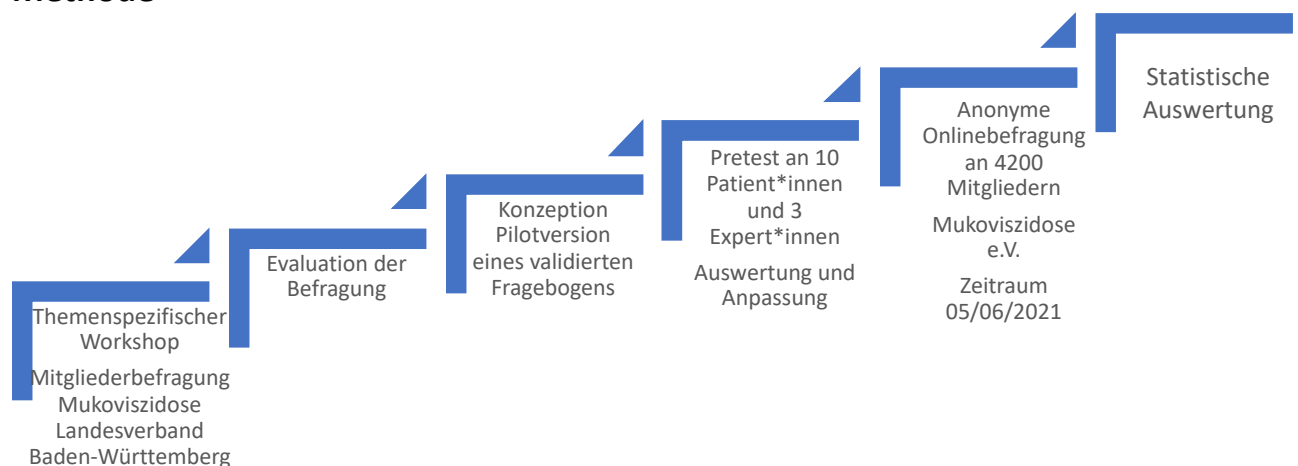 Methode
Themenspezifischer
Workshop
Mitgliederbefragung
Mukoviszidose
Landesverband
Baden-Württemberg
Evaluation der
Befragung
Konzeption
Pilotversion
eines validierten
Fragebogens
Pretest an 10
Patient*innen
und 3
Expert*innen
Auswertung und
Anpassung
Anonyme
Onlinebefragung
an 4200
Mitgliedern
Mukoviszidose
e.V.
Zeitraum
05/06/2021
Statistische
Auswertung